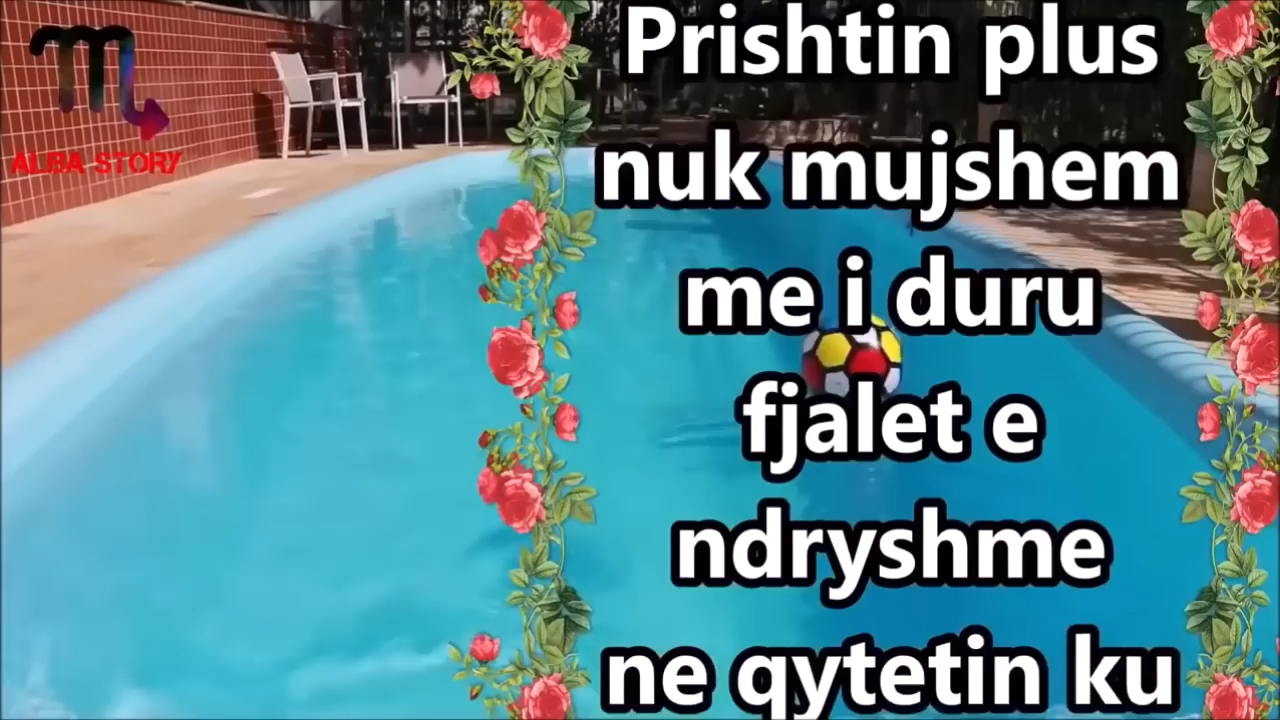 ALBA STORY
Prishtin plus
nuk mujshem
me i duru
fjalet e
ndryshme
ne qytetin ku